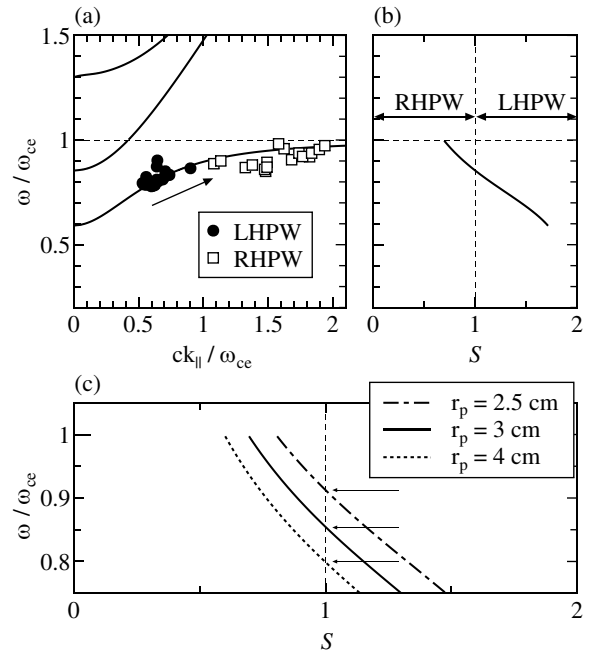 (a)
(b)
1.5
1
0.5
ω / ω_ce
LHPW
RHPW
0 0.5 1 1.5 2
ck_|| / ω_ce
RHPW LHPW
0 1 2
S
(c)
r_p = 2.5 cm
r_p = 3 cm
r_p = 4 cm
1
0.9
0.8
ω / ω_ce
0 1 2
S